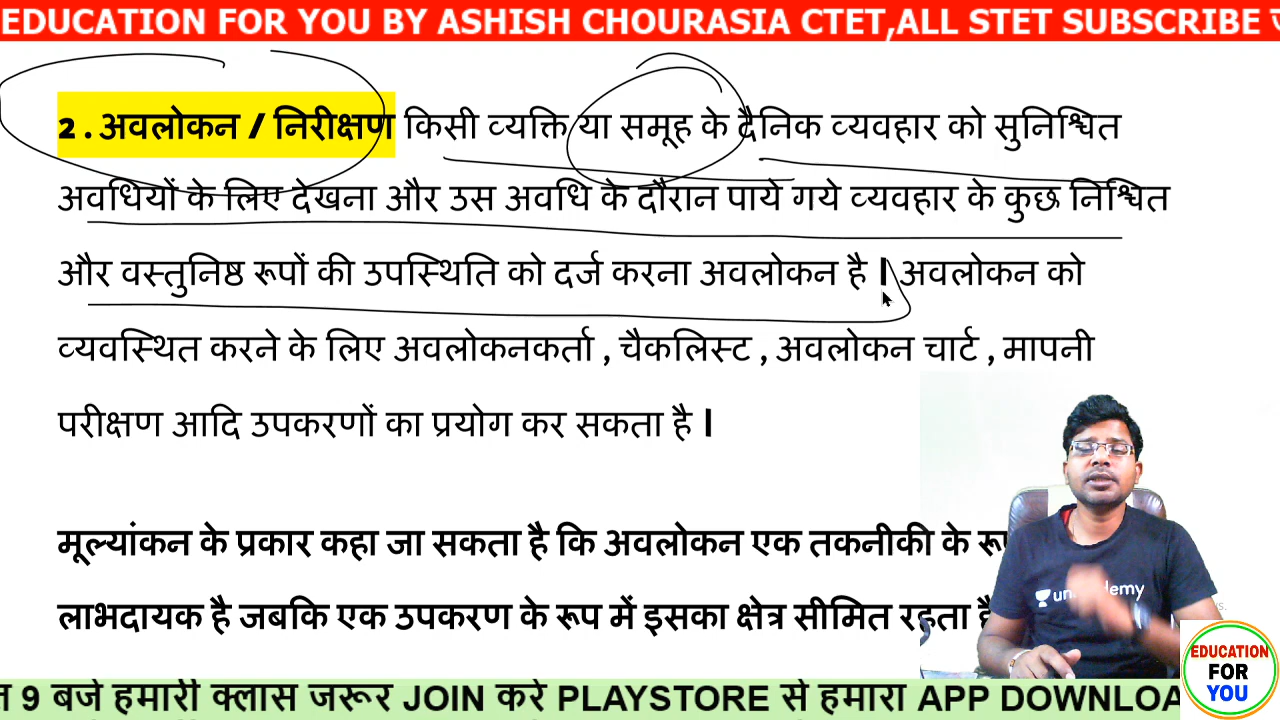 EDUCATION FOR YOU BY ASHISH CHOURASIA CTET,ALL STET SUBSCRIBE
2 . अवलोकन / निरीक्षण किसी व्यक्ति या समूह के दैनिक व्यवहार को सुनिश्चित
अवधियों के लिए देखना और उस अवधि के दौरान पाये गये व्यवहार के कुछ निश्चित
और वस्तुनिष्ठ रूपों की उपस्थिति को दर्ज करना अवलोकन है । अवलोकन को
व्यवस्थित करने के लिए अवलोकनकर्ता , चैकलिस्ट , अवलोकन चार्ट , मापनी
परीक्षण आदि उपकरणों का प्रयोग कर सकता है ।
मूल्यांकन के प्रकार कहा जा सकता है कि अवलोकन एक तकनीकी के
लाभदायक है जबकि एक उपकरण के रूप में इसका क्षेत्र सीमित रहता
9 बजे हमारी क्लास जरूर JOIN करे PLAYSTORE से हमारा APP
EDUCATION
FOR
YOU